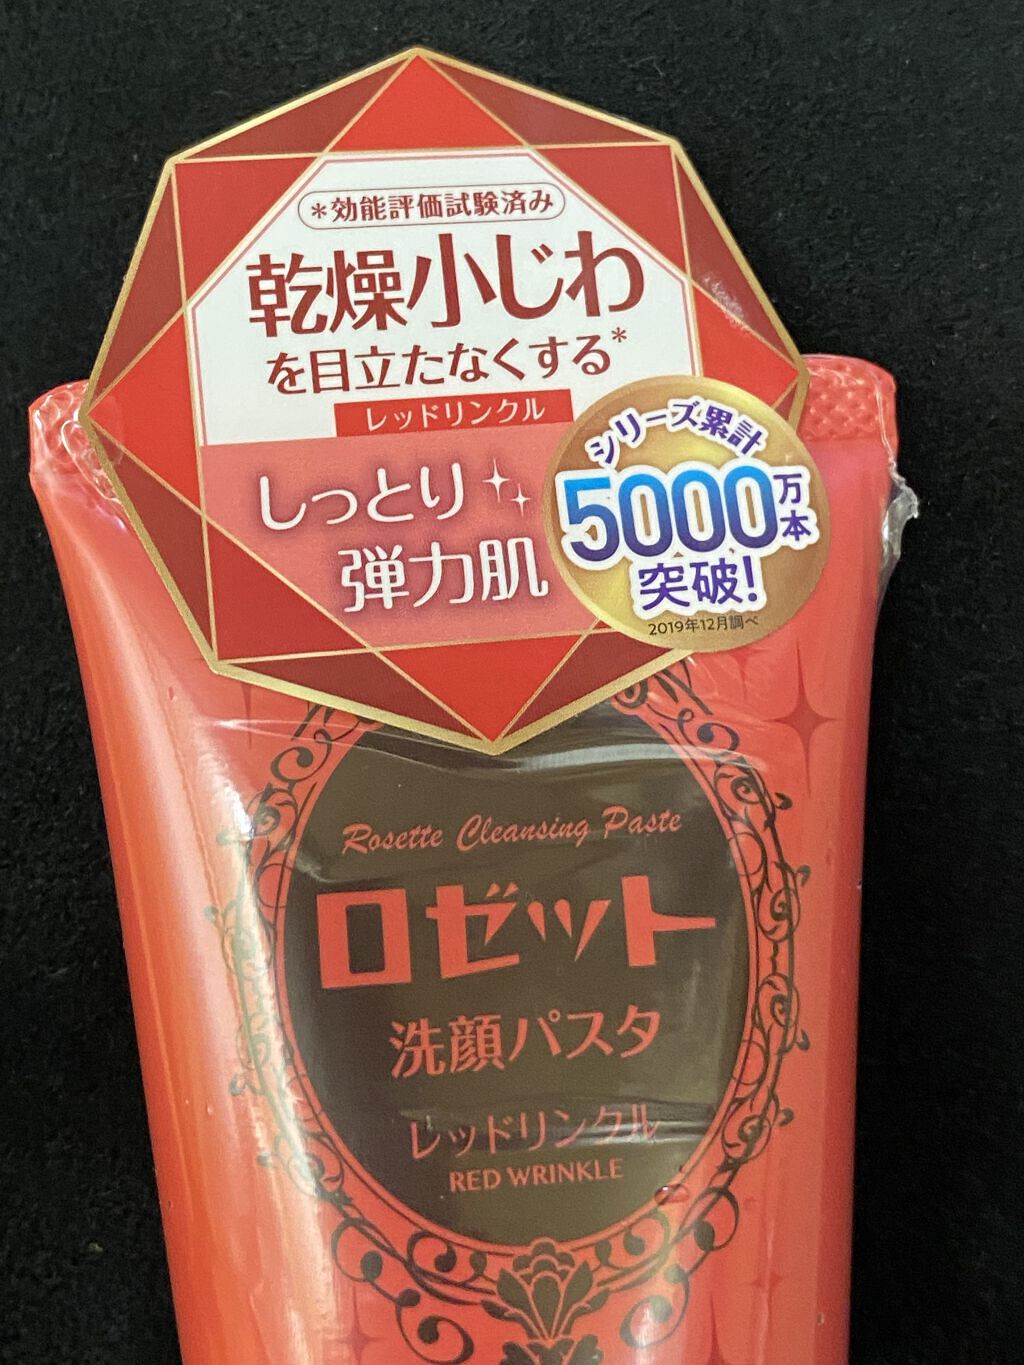 *効能評価試験済み
乾燥小じわ
を目立たなくする*
レッドリンクル
しっとり
弾力肌
シリーズ累計
5000万本
突破!
2019年12月調べ
Rosette Cleansing Paste
ロゼット
洗顔パスタ
レッドリンクル
RED WRINKLE